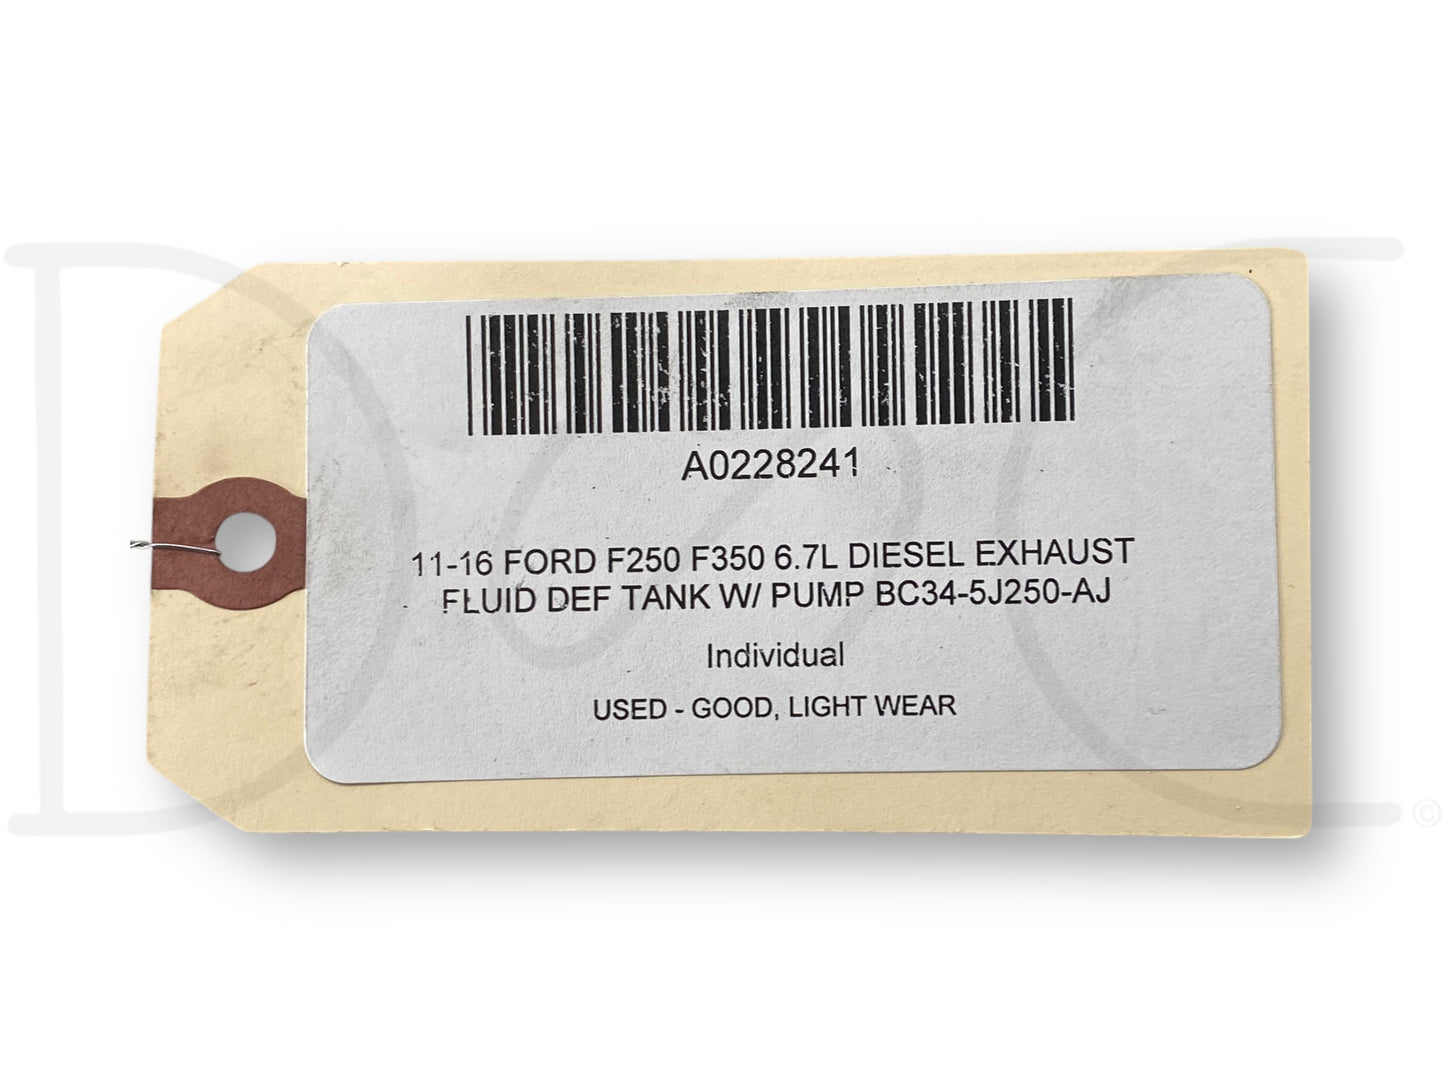 A0228241
11-16 FORD F250 F350 6.7L DIESEL EXHAUST
FLUID DEF TANK W/ PUMP BC34-5J250-AJ
Individual
USED - GOOD, LIGHT WEAR
©